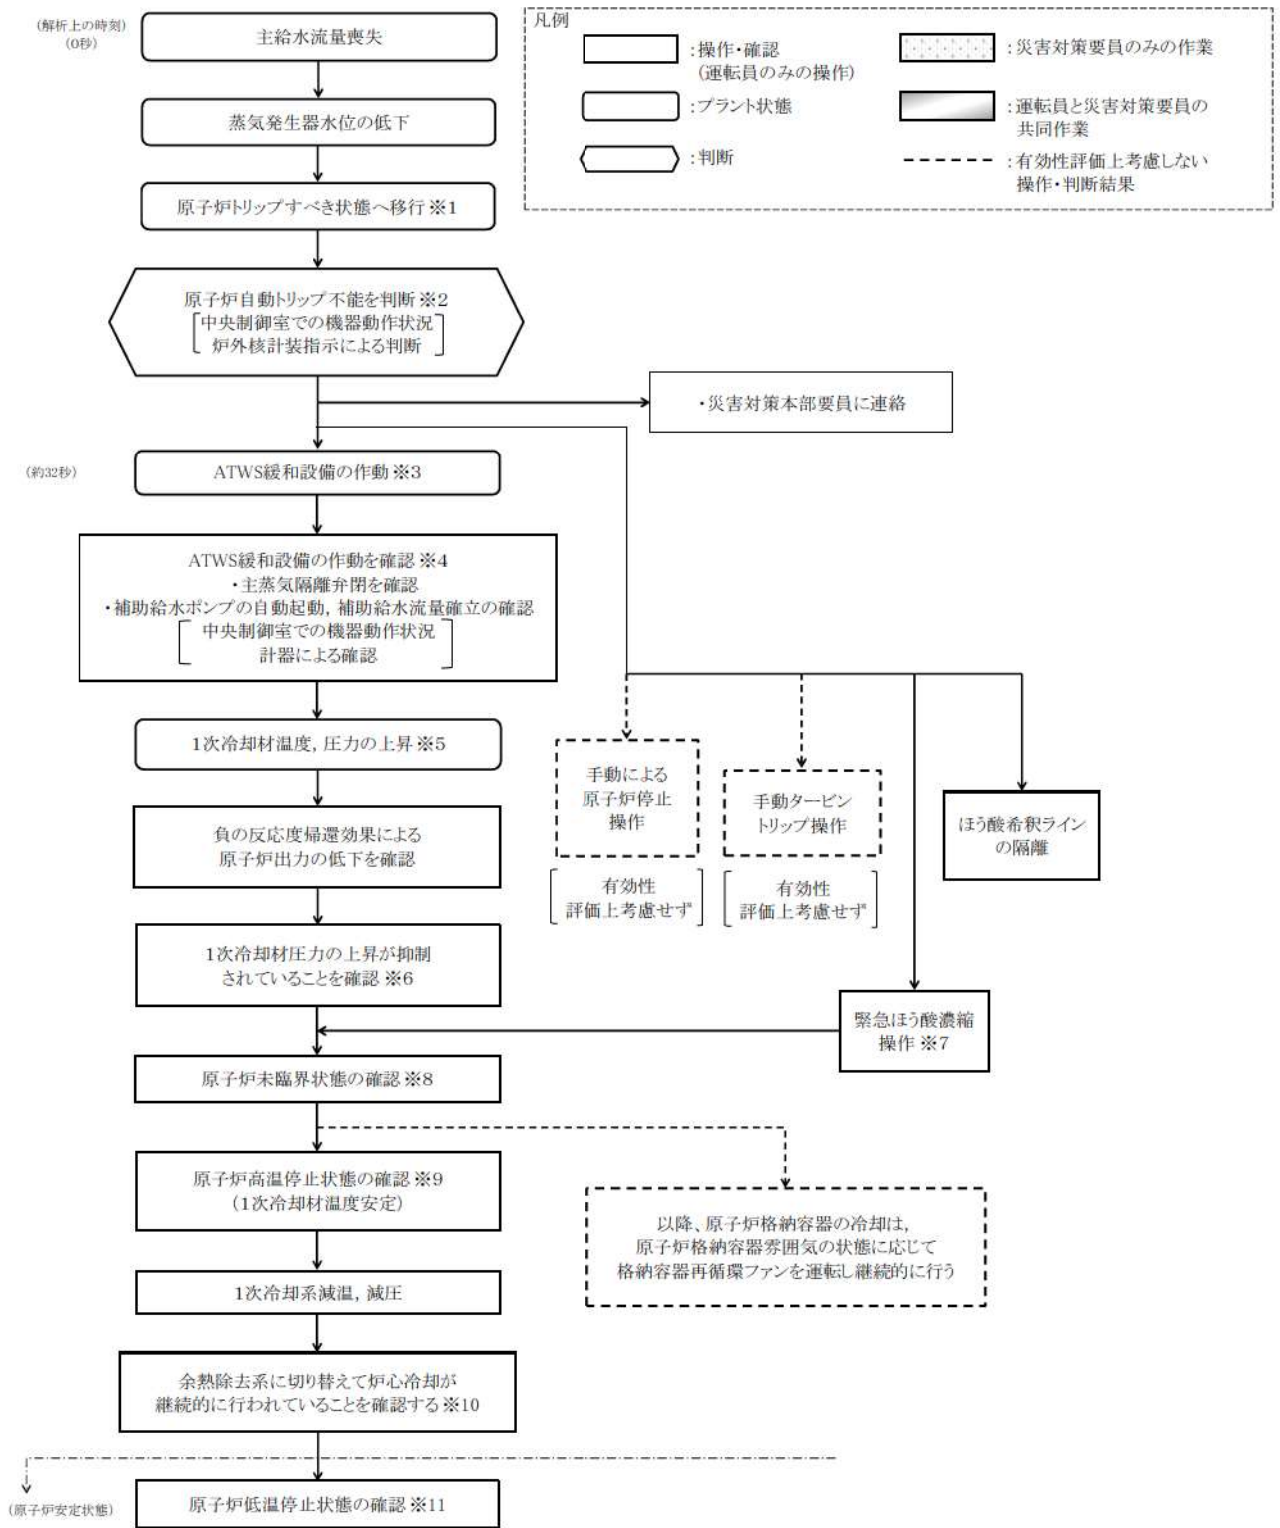 (解析上の時刻)
(0秒)
主給水流量喪失
蒸気発生器水位の低下
原子炉トリップすべき状態へ移行※1
凡例
:操作・確認
(運転員のみの操作)
:プラント状態
:判断
:災害対策要員のみの作業
:運転員と災害対策要員の
共同作業
:有効性評価上考慮しない
操作・判断結果
原子炉自動トリップ不能を判断※2
中央制御室での機器動作状況
炉外核計装指示による判断
・災害対策本部要員に連絡
(約32秒)
ATWS緩和設備の作動※3
ATWS緩和設備の作動を確認※4
・主蒸気隔離弁閉を確認
・補助給水ポンプの自動起動，補助給水流量確立の確認
中央制御室での機器動作状況
計器による確認
1次冷却材温度，圧力の上昇※5
手動による
原子炉停止
操作
有効性
評価上考慮せず
手動タービン
トリップ操作
有効性
評価上考慮せず
ほう酸希釈ライン
の隔離
負の反応度帰還効果による
原子炉出力の低下を確認
1次冷却材圧力の上昇が抑制
されていることを確認※6
緊急ほう酸濃縮
操作※7
原子炉未臨界状態の確認※8
原子炉高温停止状態の確認※9
(1次冷却材温度安定)
以降、原子炉格納容器の冷却は，
原子炉格納容器雰囲気の状態に応じて
格納容器再循環ファンを運転し継続的に行う
1次冷却系減温，減圧
余熱除去系に切り替えて炉心冷却が
継続的に行われていることを確認する※10
(原子炉安定状態)
原子炉低温停止状態の確認※11